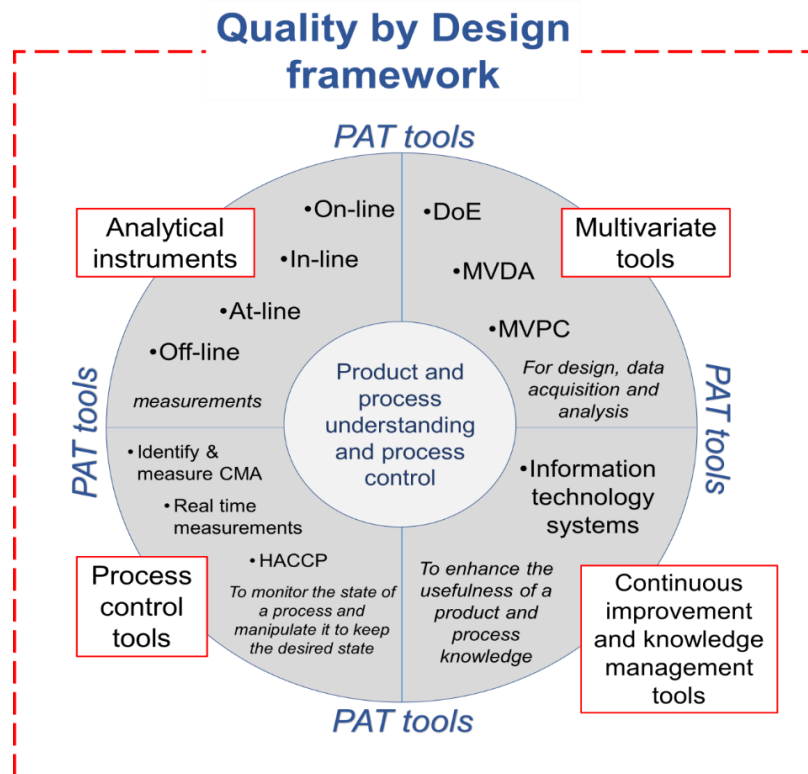 Quality by Design
framework
PAT tools
Analytical
instruments
•On-line
•In-line
•At-line
•Off-line
measurements
•DoE
•MVDA
•MVPC
For design, data
acquisition and
analysis
Multivariate
tools
PAT tools
Product and
process
understanding
and process
control
PAT tools
•Identify &
measure CMA
•Real time
measurements
•HACCP
To monitor the state of
a process and
manipulate it to keep
the desired state
Process
control
tools
•Information
technology
systems
To enhance the
usefulness of a
product and
process
knowledge
Continuous
improvement
and knowledge
management
tools
PAT tools